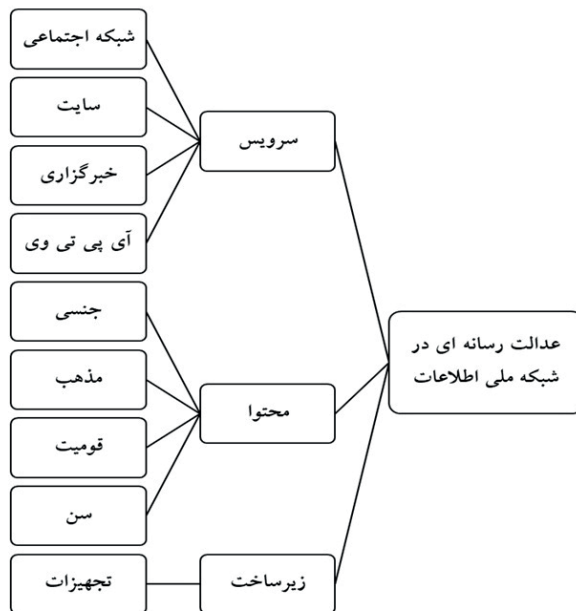 عدالت رسانه ای در
شبکه ملی اطلاعات
سرویس
شبکه اجتماعی
سایت
خبرگزاری
آی پی تی وی
محتوا
جنسی
مذهب
قومیت
سن
زیرساخت
تجهیزات